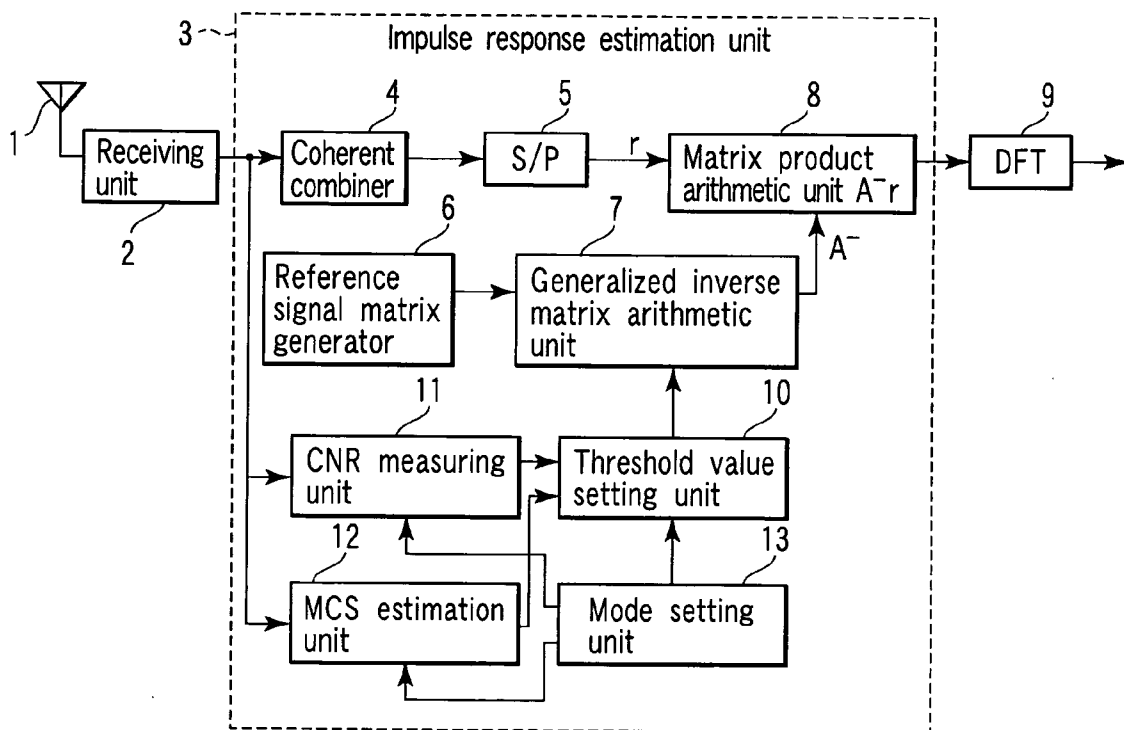 3
Impulse response estimation unit
1
Receiving
unit
2
4
Coherent
combiner
5
S/P
r
8
Matrix product
arithmetic unit A⁻r
9
DFT
6
Reference
signal matrix
generator
7
Generalized inverse
matrix arithmetic
unit
A⁻
11
CNR measuring
unit
10
Threshold value
setting unit
12
MCS estimation
unit
13
Mode setting
unit